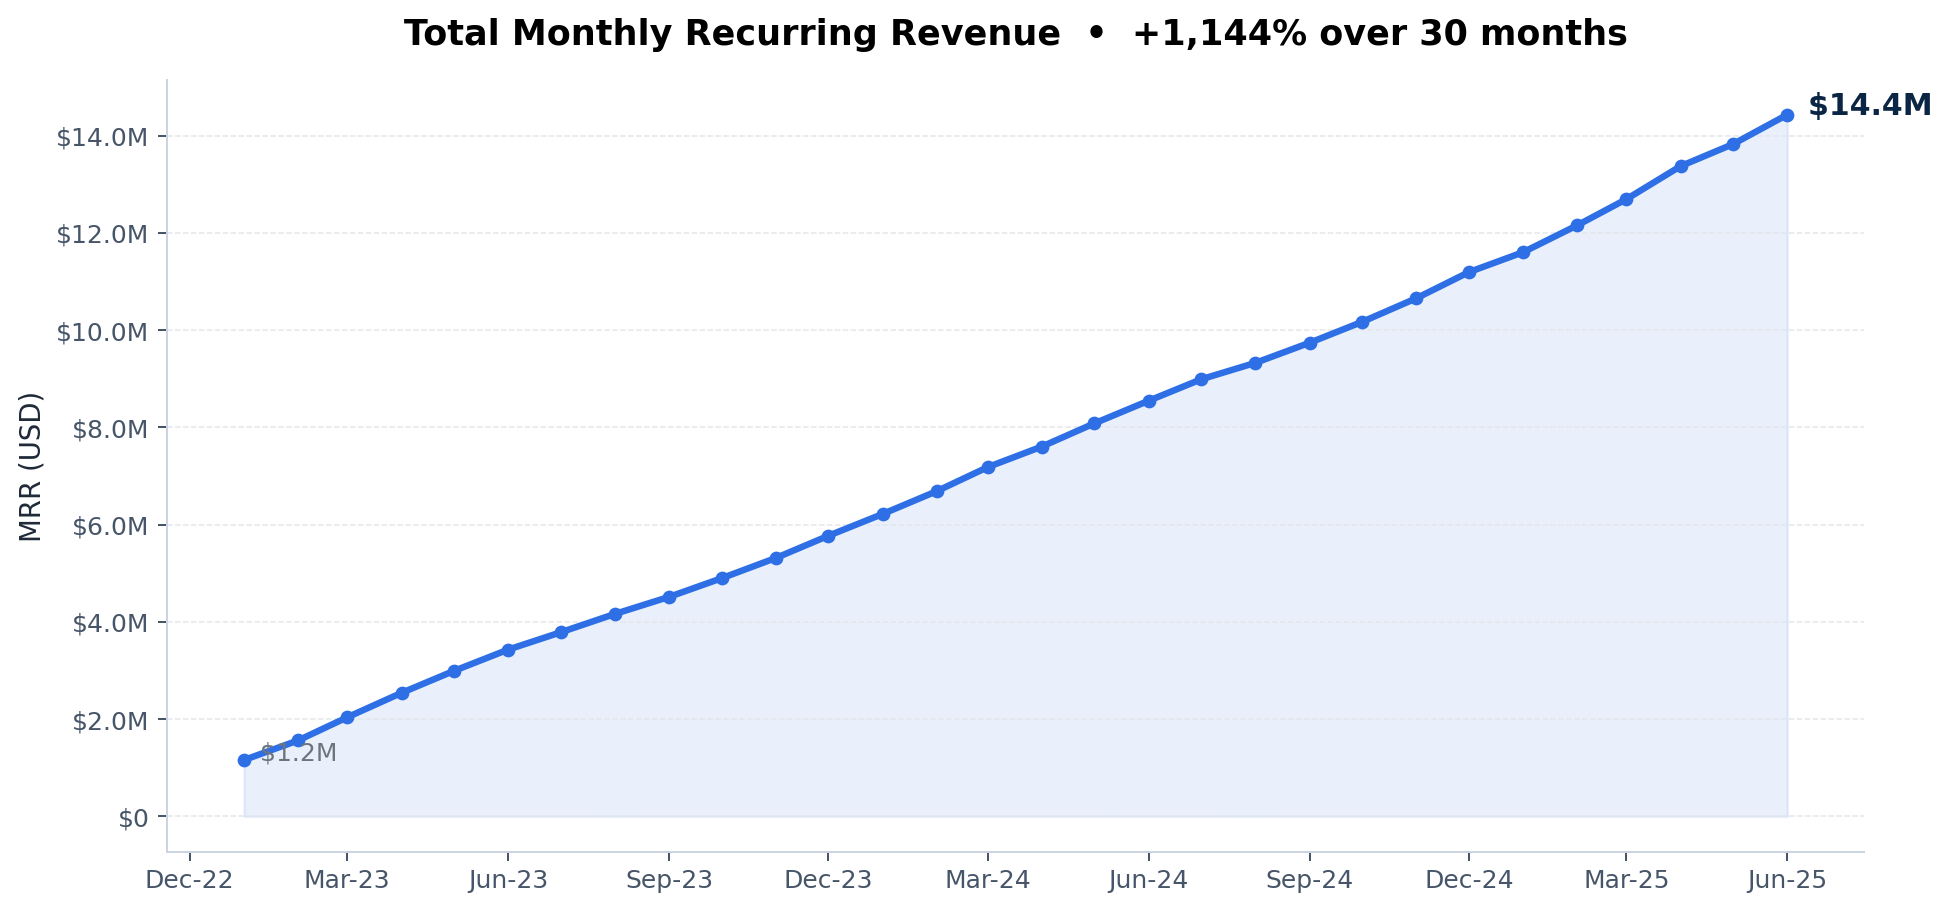 Total Monthly Recurring Revenue • +1,144% over 30 months
$14.4M
$14.0M
$12.0M
$10.0M
$8.0M
$6.0M
$4.0M
$2.0M
$0
MRR (USD)
$1.2M
Dec-22 Mar-23 Jun-23 Sep-23 Dec-23 Mar-24 Jun-24 Sep-24 Dec-24 Mar-25 Jun-25